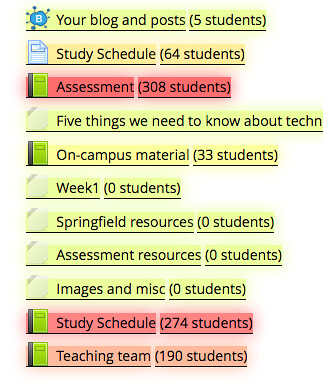 Your blog and posts (5 students)
Study Schedule (64 students)
Assessment (308 students)
Five things we need to know about techn
On-campus material (33 students)
Week1 (0 students)
Springfield resources (0 students)
Assessment resources (0 students)
Images and misc (0 students)
Study Schedule (274 students)
Teaching team (190 students)